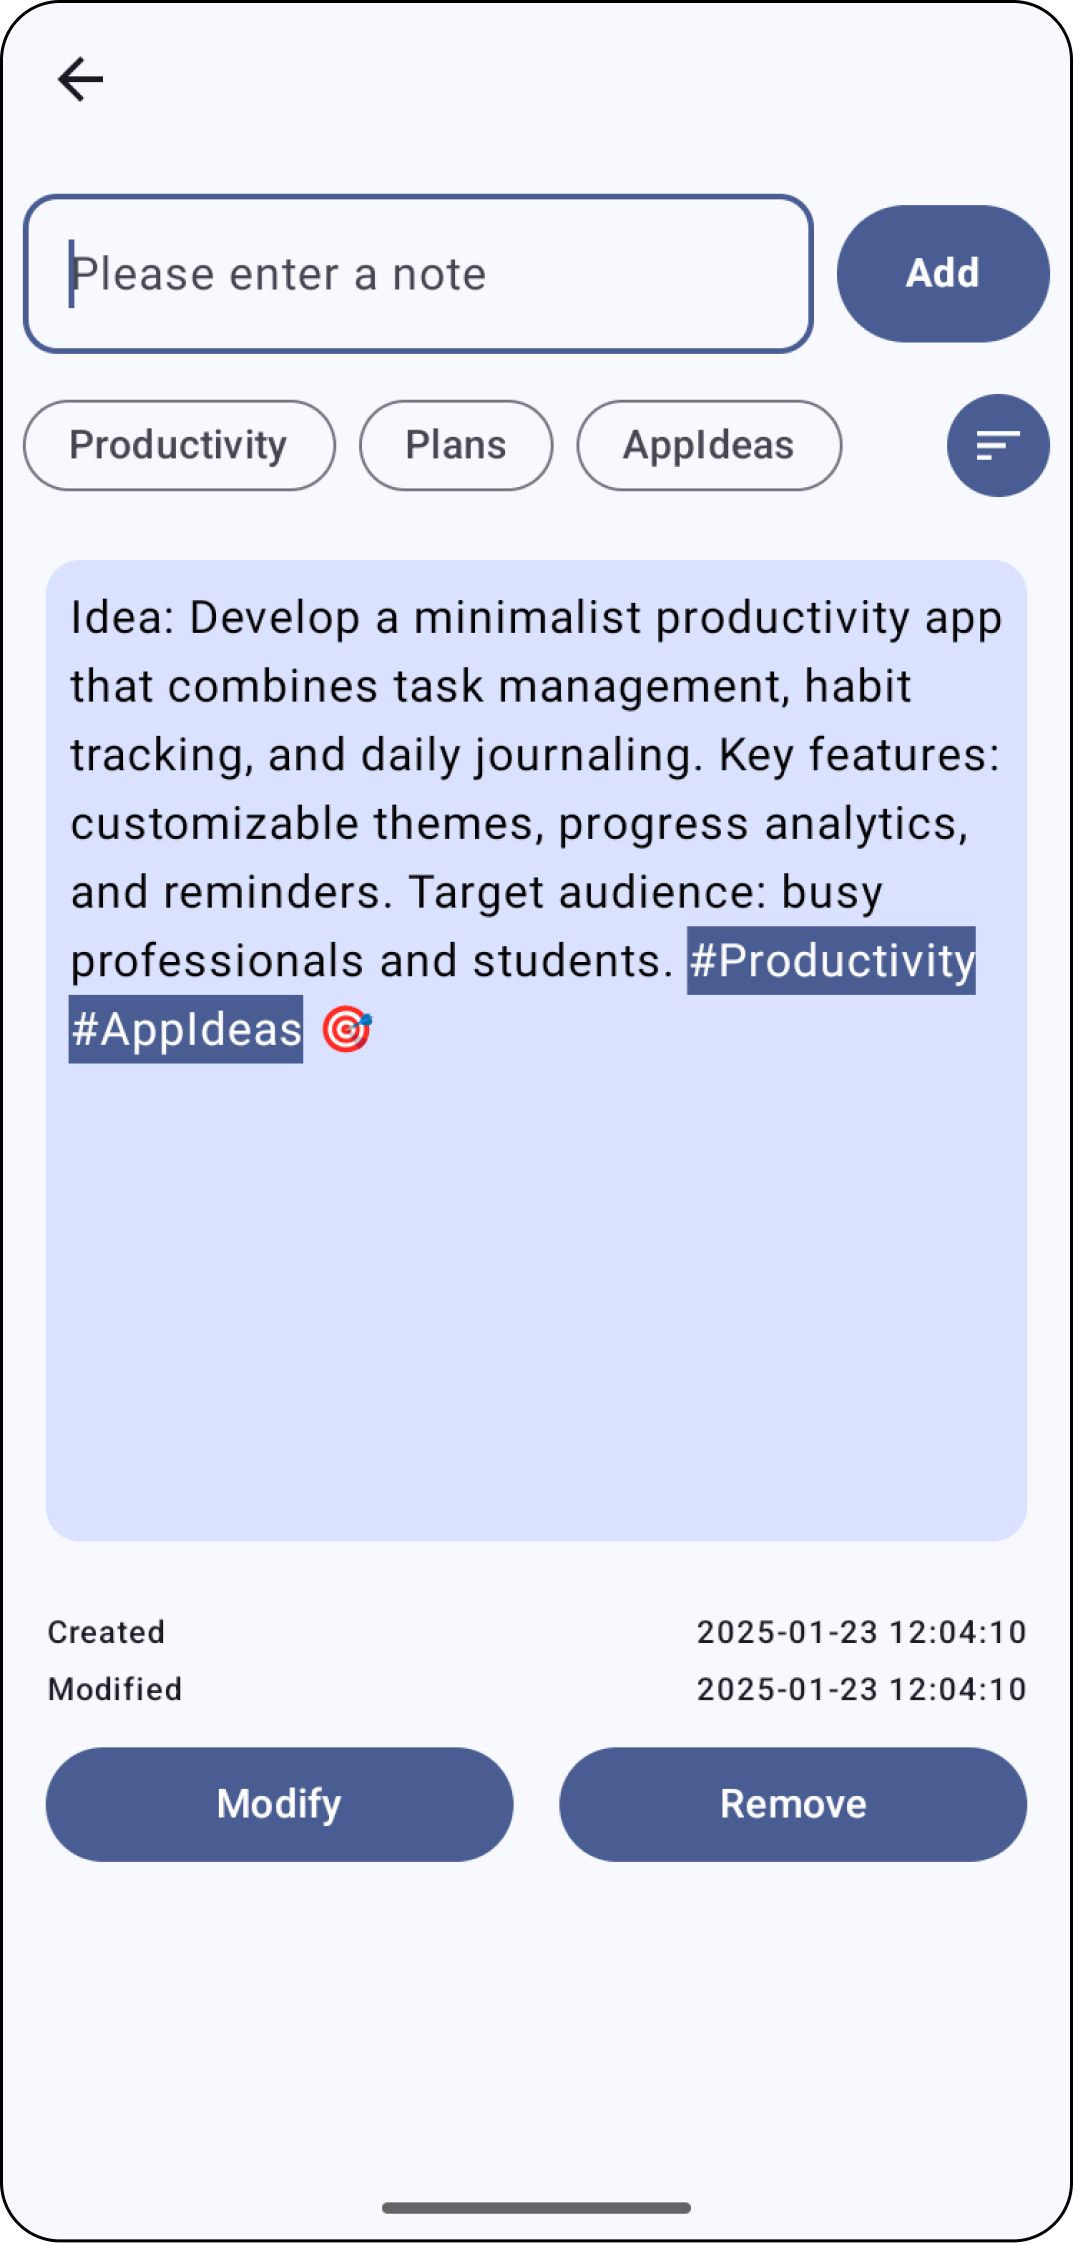 Please enter a note
Add
Productivity
Plans
AppIdeas
Idea: Develop a minimalist productivity app
that combines task management, habit
tracking, and daily journaling. Key features:
customizable themes, progress analytics,
and reminders. Target audience: busy
professionals and students. #Productivity
#AppIdeas 🎯
Created 2025-01-23 12:04:10
Modified 2025-01-23 12:04:10
Modify
Remove